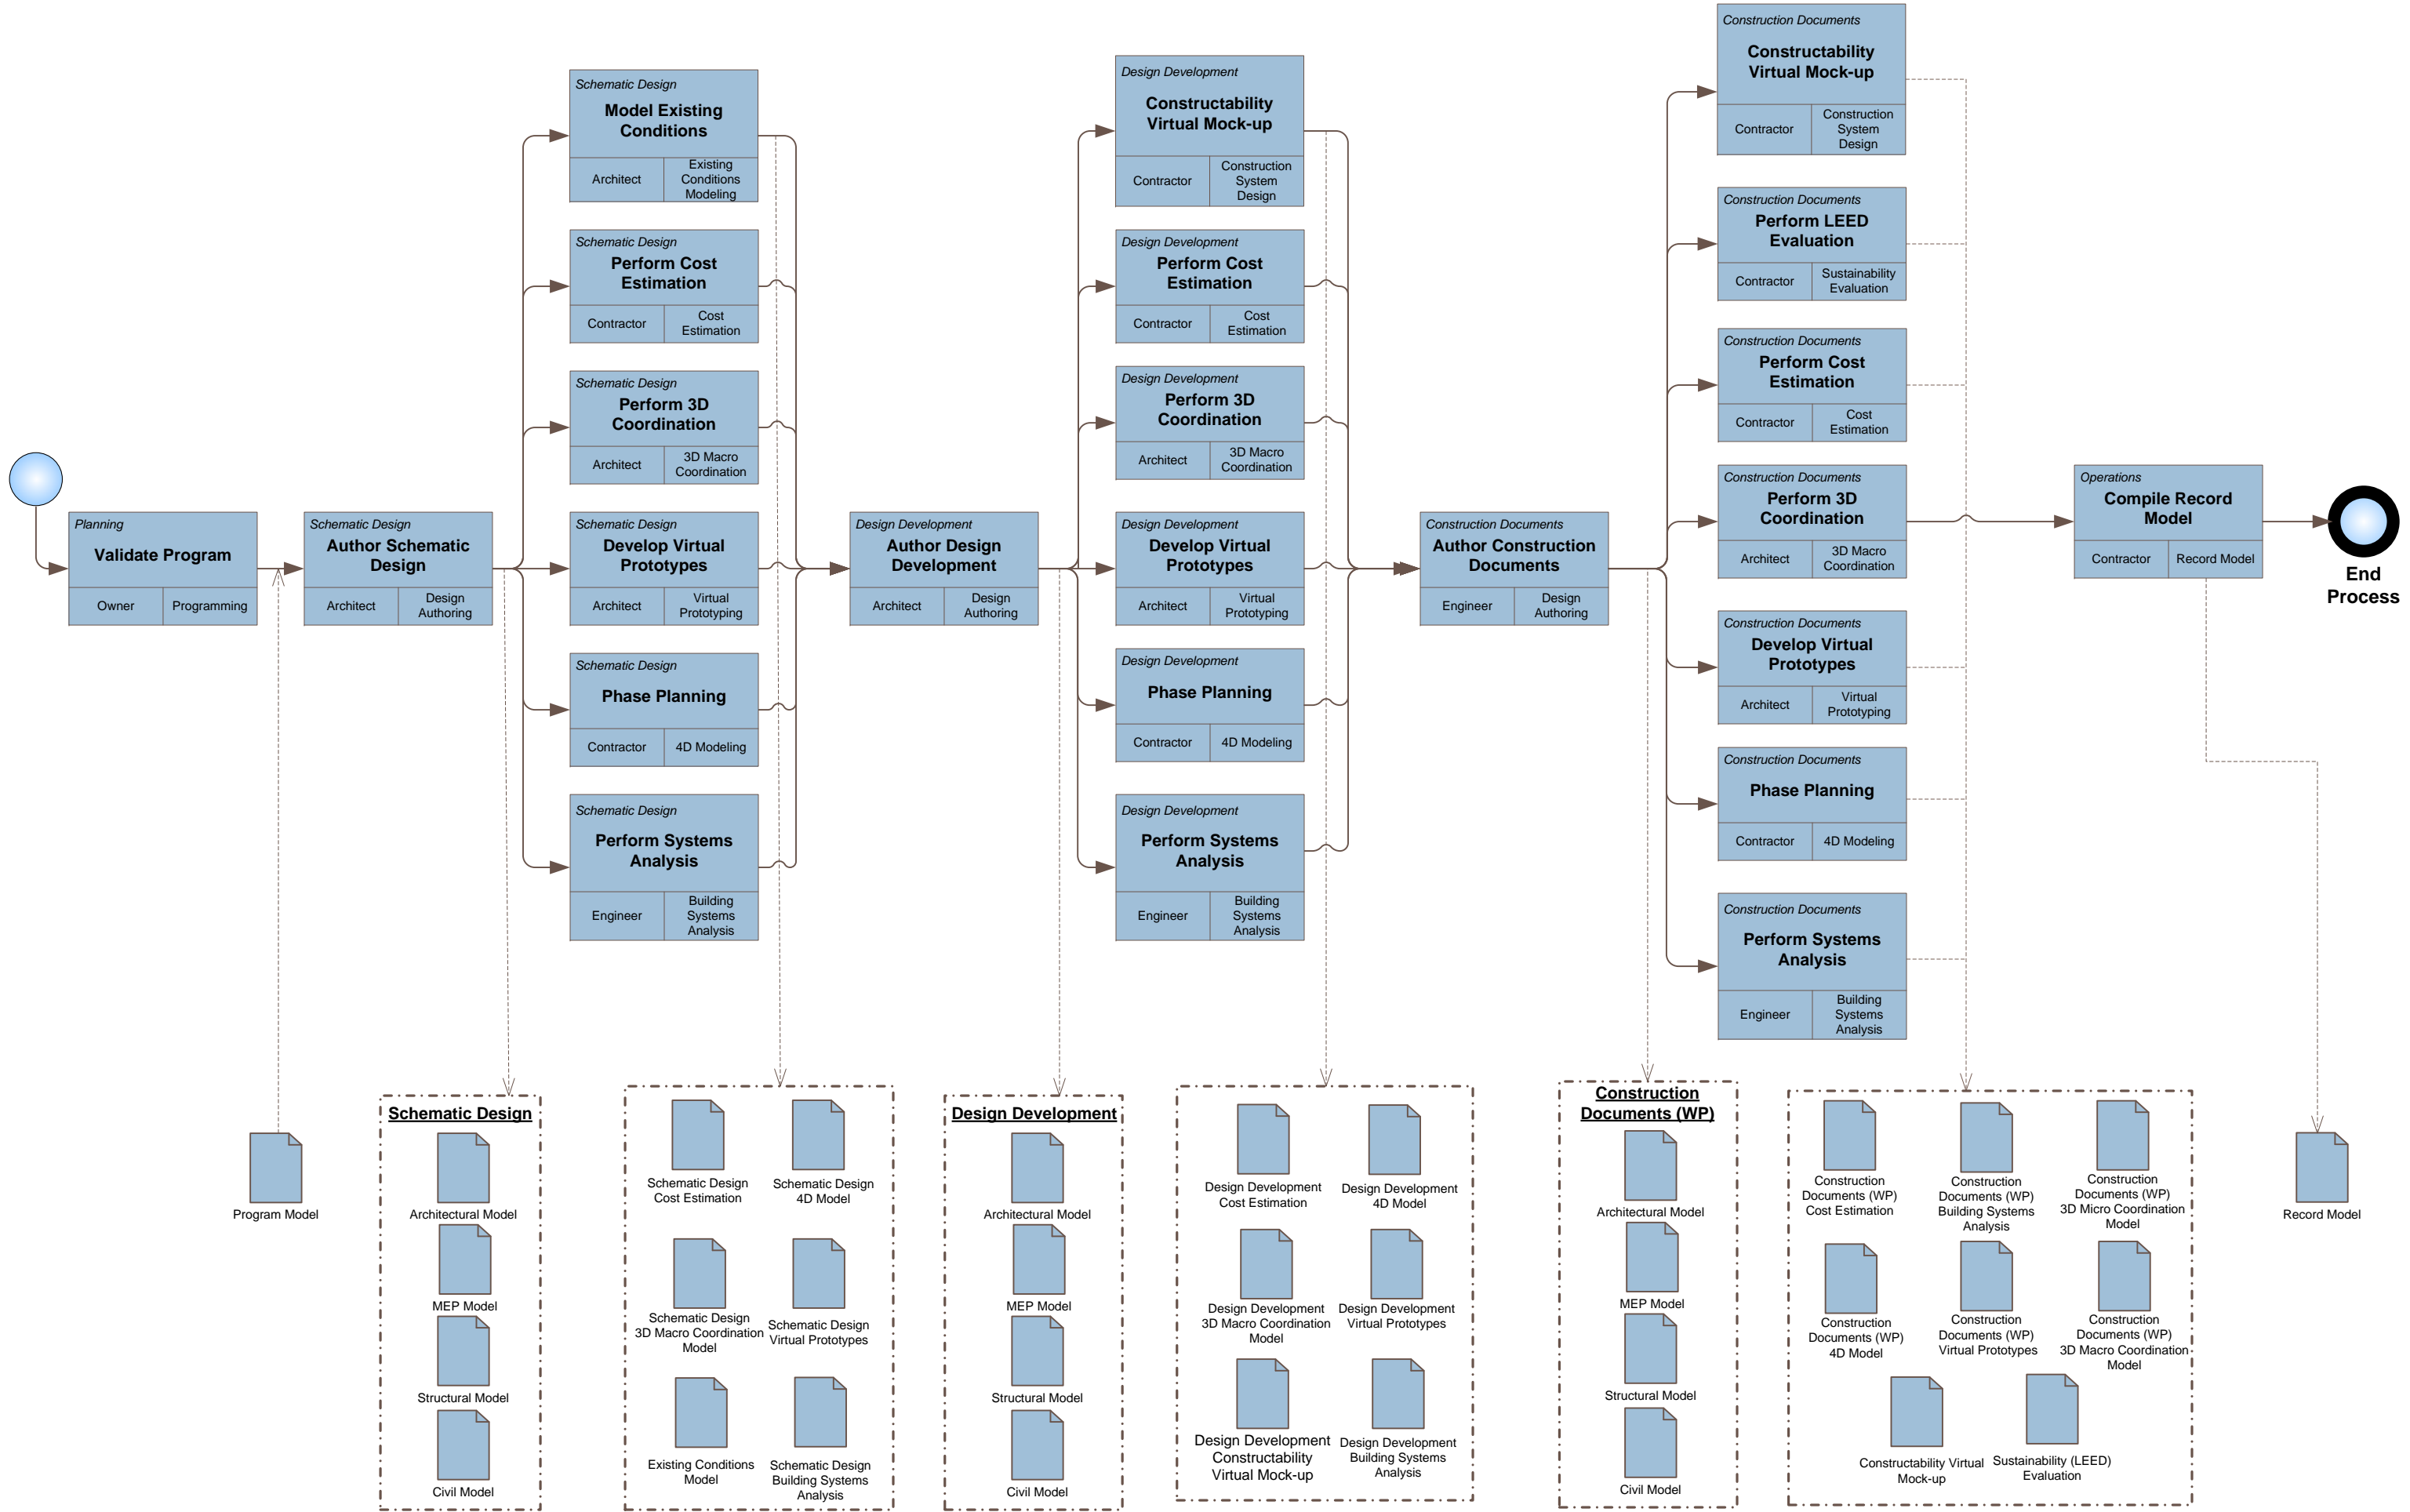 Planning
Validate Program
Owner
Programming
Schematic Design
Author Schematic
Design
Architect
Design
Authoring
Schematic Design
Model Existing
Conditions
Architect
Existing
Conditions
Modeling
Schematic Design
Perform Cost
Estimation
Contractor
Cost
Estimation
Schematic Design
Perform 3D
Coordination
Architect
3D Macro
Coordination
Schematic Design
Develop Virtual
Prototypes
Architect
Virtual
Prototyping
Schematic Design
Phase Planning
Contractor
4D Modeling
Schematic Design
Perform Systems
Analysis
Engineer
Building
Systems
Analysis
Design Development
Author Design
Development
Architect
Design
Authoring
Design Development
Constructability
Virtual Mock-up
Contractor
Construction
System
Design
Design Development
Perform Cost
Estimation
Contractor
Cost
Estimation
Design Development
Perform 3D
Coordination
Architect
3D Macro
Coordination
Design Development
Develop Virtual
Prototypes
Architect
Virtual
Prototyping
Design Development
Phase Planning
Contractor
4D Modeling
Design Development
Perform Systems
Analysis
Engineer
Building
Systems
Analysis
Construction Documents
Author Construction
Documents
Engineer
Design
Authoring
Construction Documents
Constructability
Virtual Mock-up
Contractor
Construction
System
Design
Construction Documents
Perform LEED
Evaluation
Contractor
Sustainability
Evaluation
Construction Documents
Perform Cost
Estimation
Contractor
Cost
Estimation
Construction Documents
Perform 3D
Coordination
Architect
3D Macro
Coordination
Construction Documents
Develop Virtual
Prototypes
Architect
Virtual
Prototyping
Construction Documents
Phase Planning
Contractor
4D Modeling
Construction Documents
Perform Systems
Analysis
Engineer
Building
Systems
Analysis
Operations
Compile Record
Model
Contractor
Record Model
End
Process
Program Model
Schematic Design
Architectural Model
MEP Model
Structural Model
Civil Model
Schematic Design
Cost Estimation
Schematic Design
4D Model
Schematic Design
3D Macro Coordination
Model
Schematic Design
Virtual Prototypes
Existing Conditions
Model
Schematic Design
Building Systems
Analysis
Design Development
Architectural Model
MEP Model
Structural Model
Civil Model
Design Development
Cost Estimation
Design Development
4D Model
Design Development
3D Macro Coordination
Model
Design Development
Virtual Prototypes
Design Development
Constructability
Virtual Mock-up
Design Development
Building Systems
Analysis
Construction
Documents (WP)
Architectural Model
MEP Model
Structural Model
Civil Model
Construction
Documents (WP)
Cost Estimation
Construction
Documents (WP)
Building Systems
Analysis
Construction
Documents (WP)
3D Micro Coordination
Model
Construction
Documents (WP)
4D Model
Construction
Documents (WP)
Virtual Prototypes
Construction
Documents (WP)
3D Macro Coordination
Model
Constructability Virtual
Mock-up
Sustainability (LEED)
Evaluation
Record Model